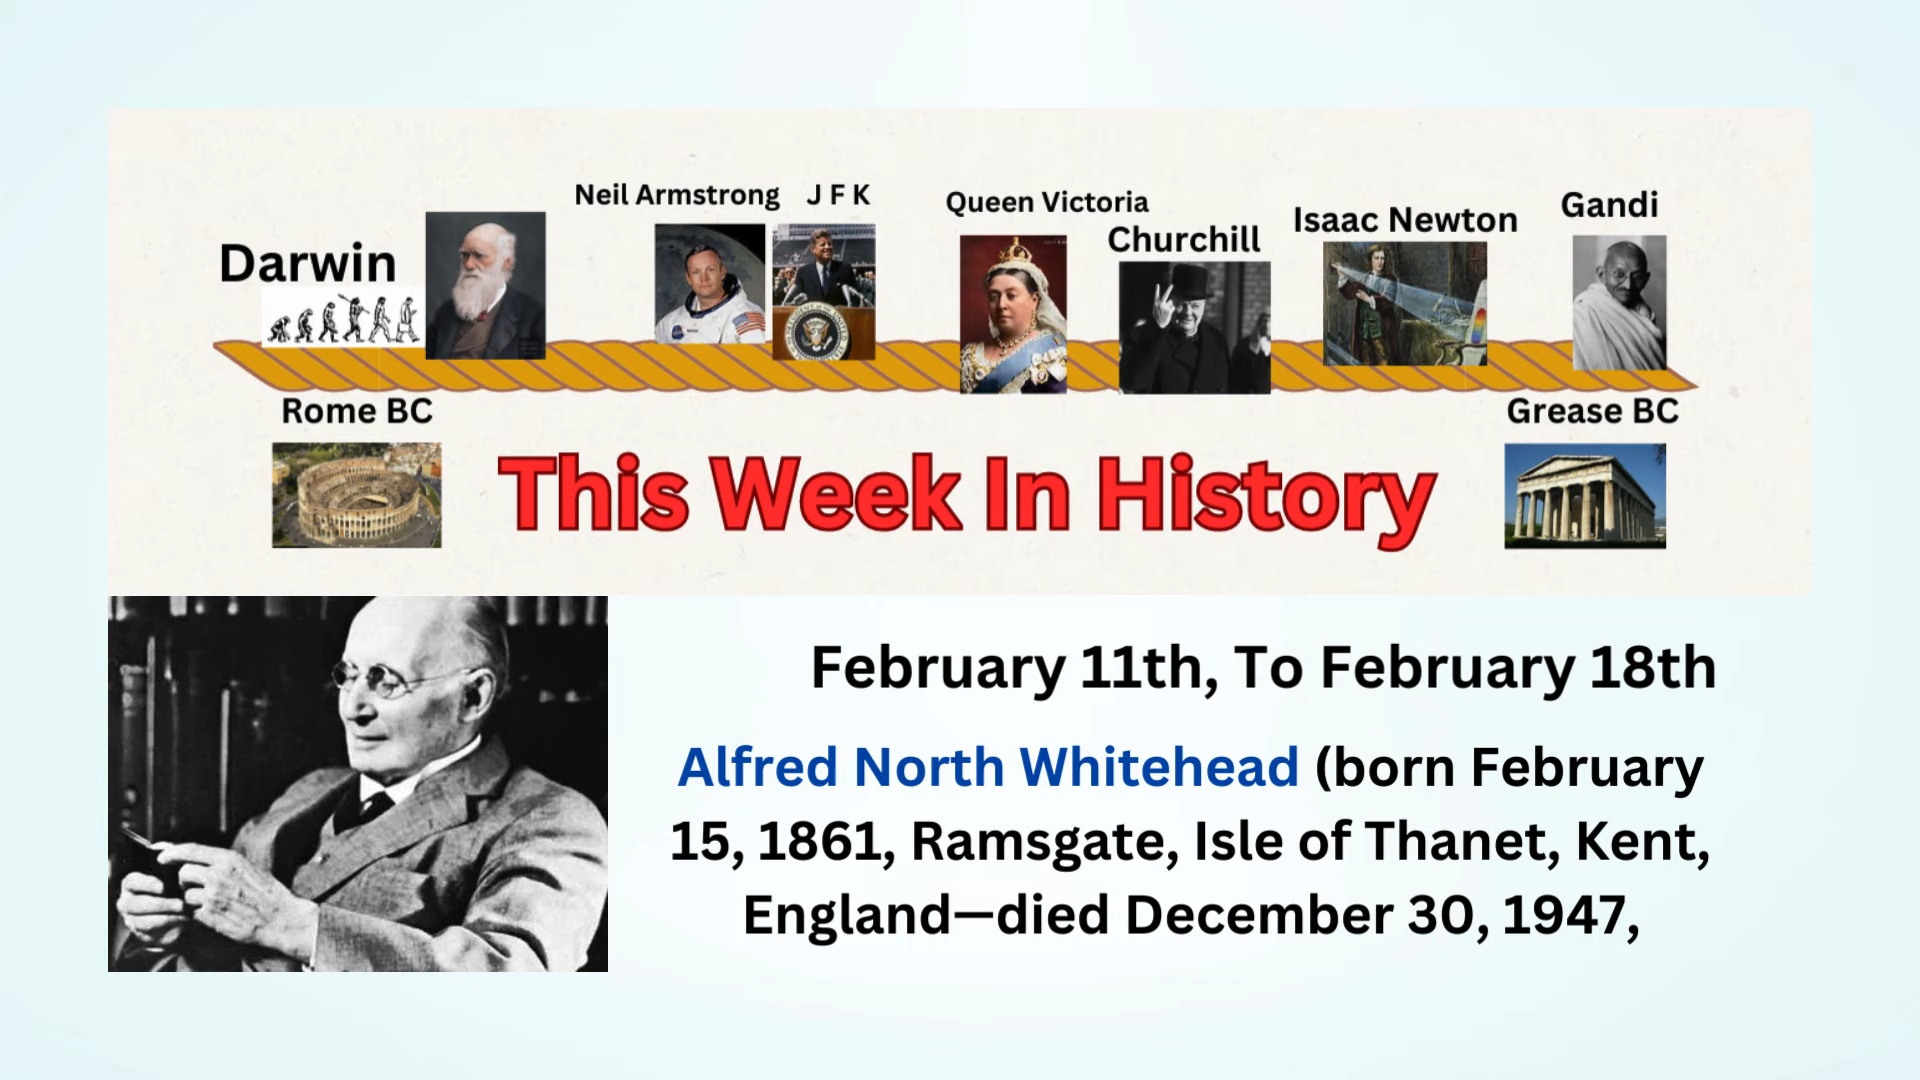 Neil Armstrong J F K
Queen Victoria
Gandi
Isaac Newton
Churchill
Darwin
Rome BC
Grease BC
This Week In History
February 11th, To February 18th
Alfred North Whitehead (born February
15, 1861, Ramsgate, Isle of Thanet, Kent,
England—died December 30, 1947,